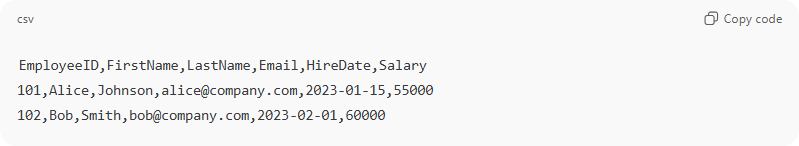 csv
Copy code
EmployeeID,FirstName,LastName,Email,HireDate,Salary
101,Alice,Johnson,alice@company.com,2023-01-15,55000
102,Bob,Smith,bob@company.com,2023-02-01,60000